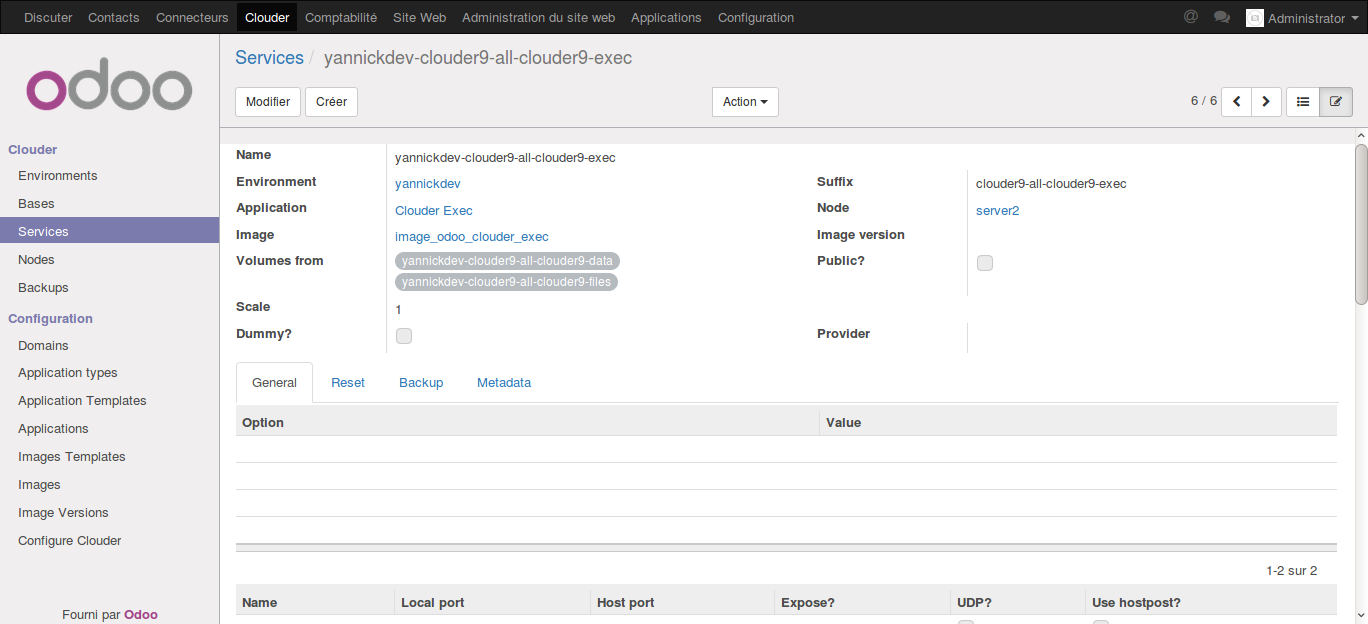 Discuter Contacts Connecteurs Clouder Comptabilité Site Web Administration du site web Applications Configuration @ Administrator
odoo
Clouder
Environments
Bases
Services
Nodes
Backups
Configuration
Domains
Application types
Application Templates
Applications
Images Templates
Images
Image Versions
Configure Clouder
Fourni par Odoo
Services / yannickdev-clouder9-all-clouder9-exec
Modifier Créer Action 6 / 6
Name yannickdev-clouder9-all-clouder9-exec
Environment yannickdev Suffix clouder9-all-clouder9-exec
Application Clouder Exec Node server2
Image image_odoo_clouder_exec Image version
Volumes from yannickdev-clouder9-all-clouder9-data Public?
yannickdev-clouder9-all-clouder9-files
Scale 1
Dummy? Provider
General Reset Backup Metadata
Option Value
1-2 sur 2
Name Local port Host port Expose? UDP? Use hostpost?